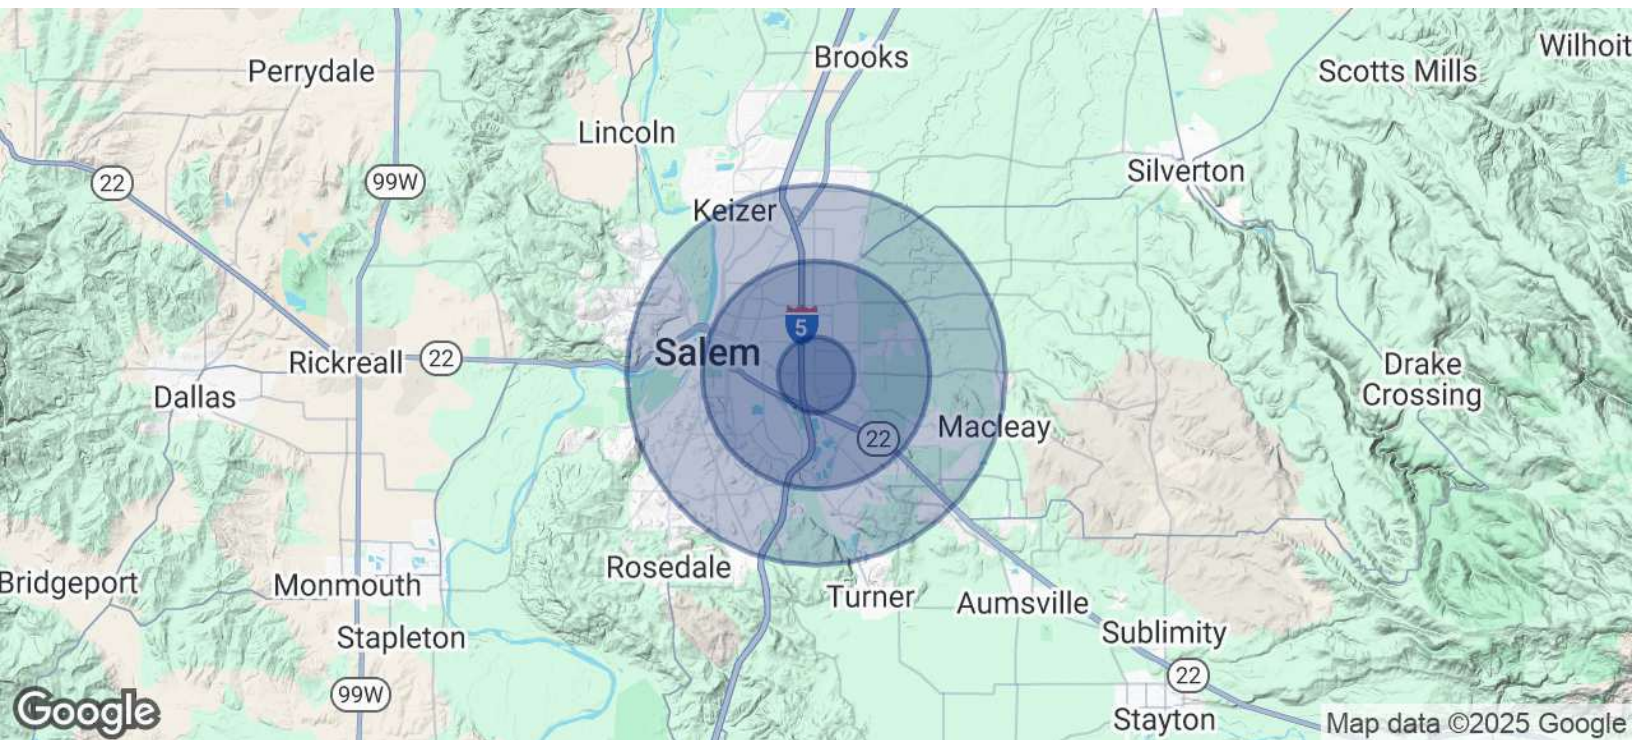 Brooks
Wilhoit
Perrydale
Scotts Mills
Lincoln
Silverton
22
99W
Keizer
5
Salem
Rickreall
22
Drake
Crossing
Dallas
Macleay
22
Rosedale
Bridgeport
Monmouth
Turner
Aumsville
Stapleton
Sublimity
22
99W
Google
Stayton
Map data ©2025 Google